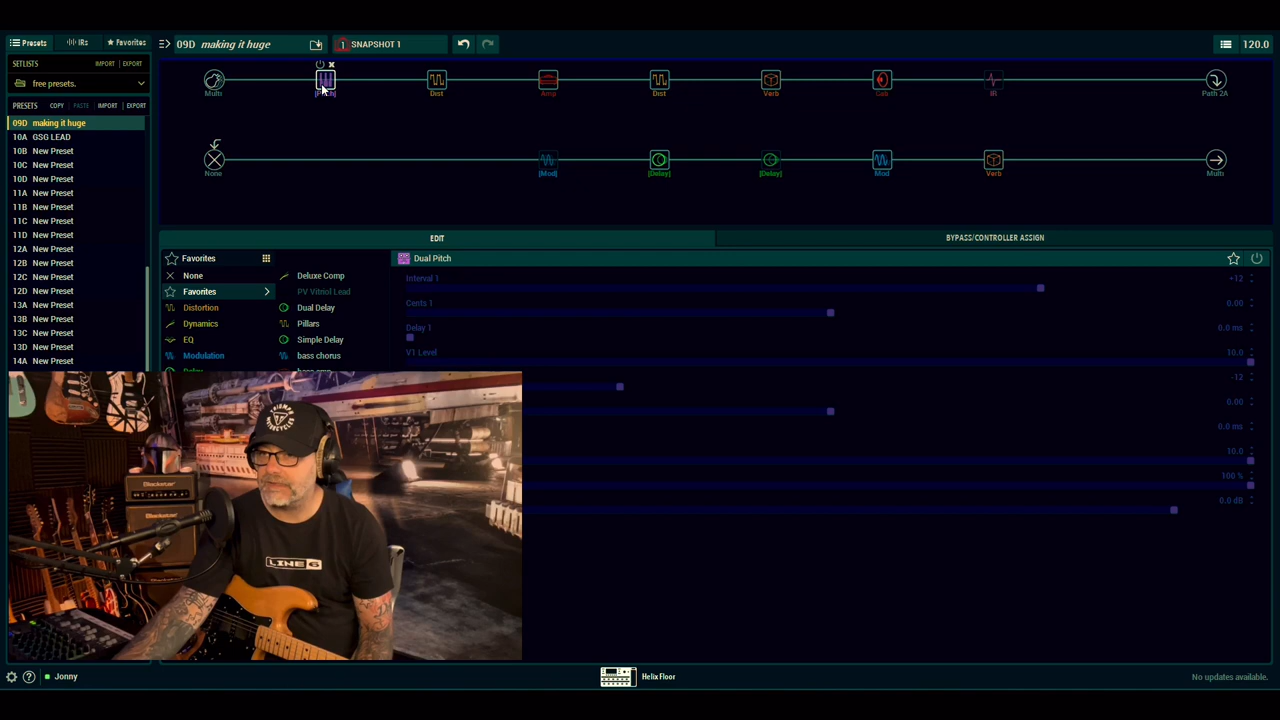 Presets IRs Favorites
09D making it huge
1 SNAPSHOT 1
120.0
SETLISTS IMPORT EXPORT
free presets.
PRESETS COPY PASTE IMPORT EXPORT
09D making it huge
10A GSG LEAD
10B New Preset
10C New Preset
10D New Preset
11A New Preset
11B New Preset
11C New Preset
11D New Preset
12A New Preset
12B New Preset
12C New Preset
12D New Preset
13A New Preset
13B New Preset
13C New Preset
13D New Preset
14A New Preset
Multi [Pitch] Dist Amp Dist Verb Cab IR Path 2A
None [Mod] [Delay] [Delay] Mod Verb Multi
EDIT
BYPASS/CONTROLLER ASSIGN
Favorites
None
Favorites
Distortion
Dynamics
EQ
Modulation
Deluxe Comp
PV Vitriol Lead
Dual Delay
Pillars
Simple Delay
bass chorus
Dual Pitch
Interval 1 +12
Cents 1 0.00
Delay 1 0.0 ms
V1 Level 10.0
-12
0.00
0.0 ms
10.0
100 %
0.0 dB
TRIUMPH
MOTORCYCLES
Blackstar
Blackstar
LINE 6
Jonny
Helix Floor
No updates available.